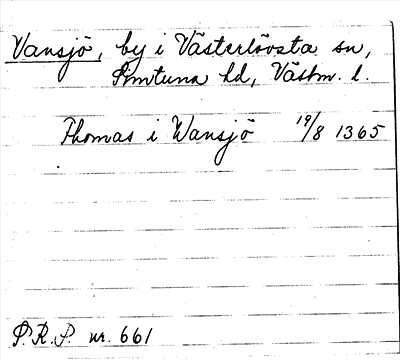 Vansjö, by i Västerlövsta sn,
Simtuna hd, Västm. l.
Thomas i Wansjö 19/8 1365
P.R.P. nr. 661